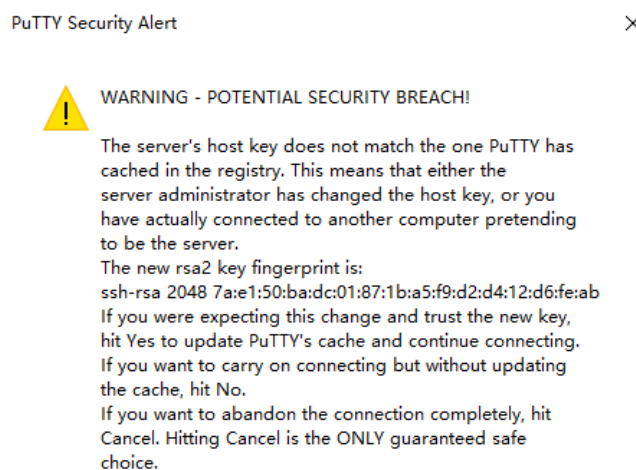 PuTTY Security Alert
WARNING - POTENTIAL SECURITY BREACH!
The server's host key does not match the one PuTTY has
cached in the registry. This means that either the
server administrator has changed the host key, or you
have actually connected to another computer pretending
to be the server.
The new rsa2 key fingerprint is:
ssh-rsa 2048 7a:e1:50:ba:dc:01:87:1b:a5:f9:d2:d4:12:d6:fe:ab
If you were expecting this change and trust the new key,
hit Yes to update PuTTY's cache and continue connecting.
If you want to carry on connecting but without updating
the cache, hit No.
If you want to abandon the connection completely, hit
Cancel. Hitting Cancel is the ONLY guaranteed safe
choice.